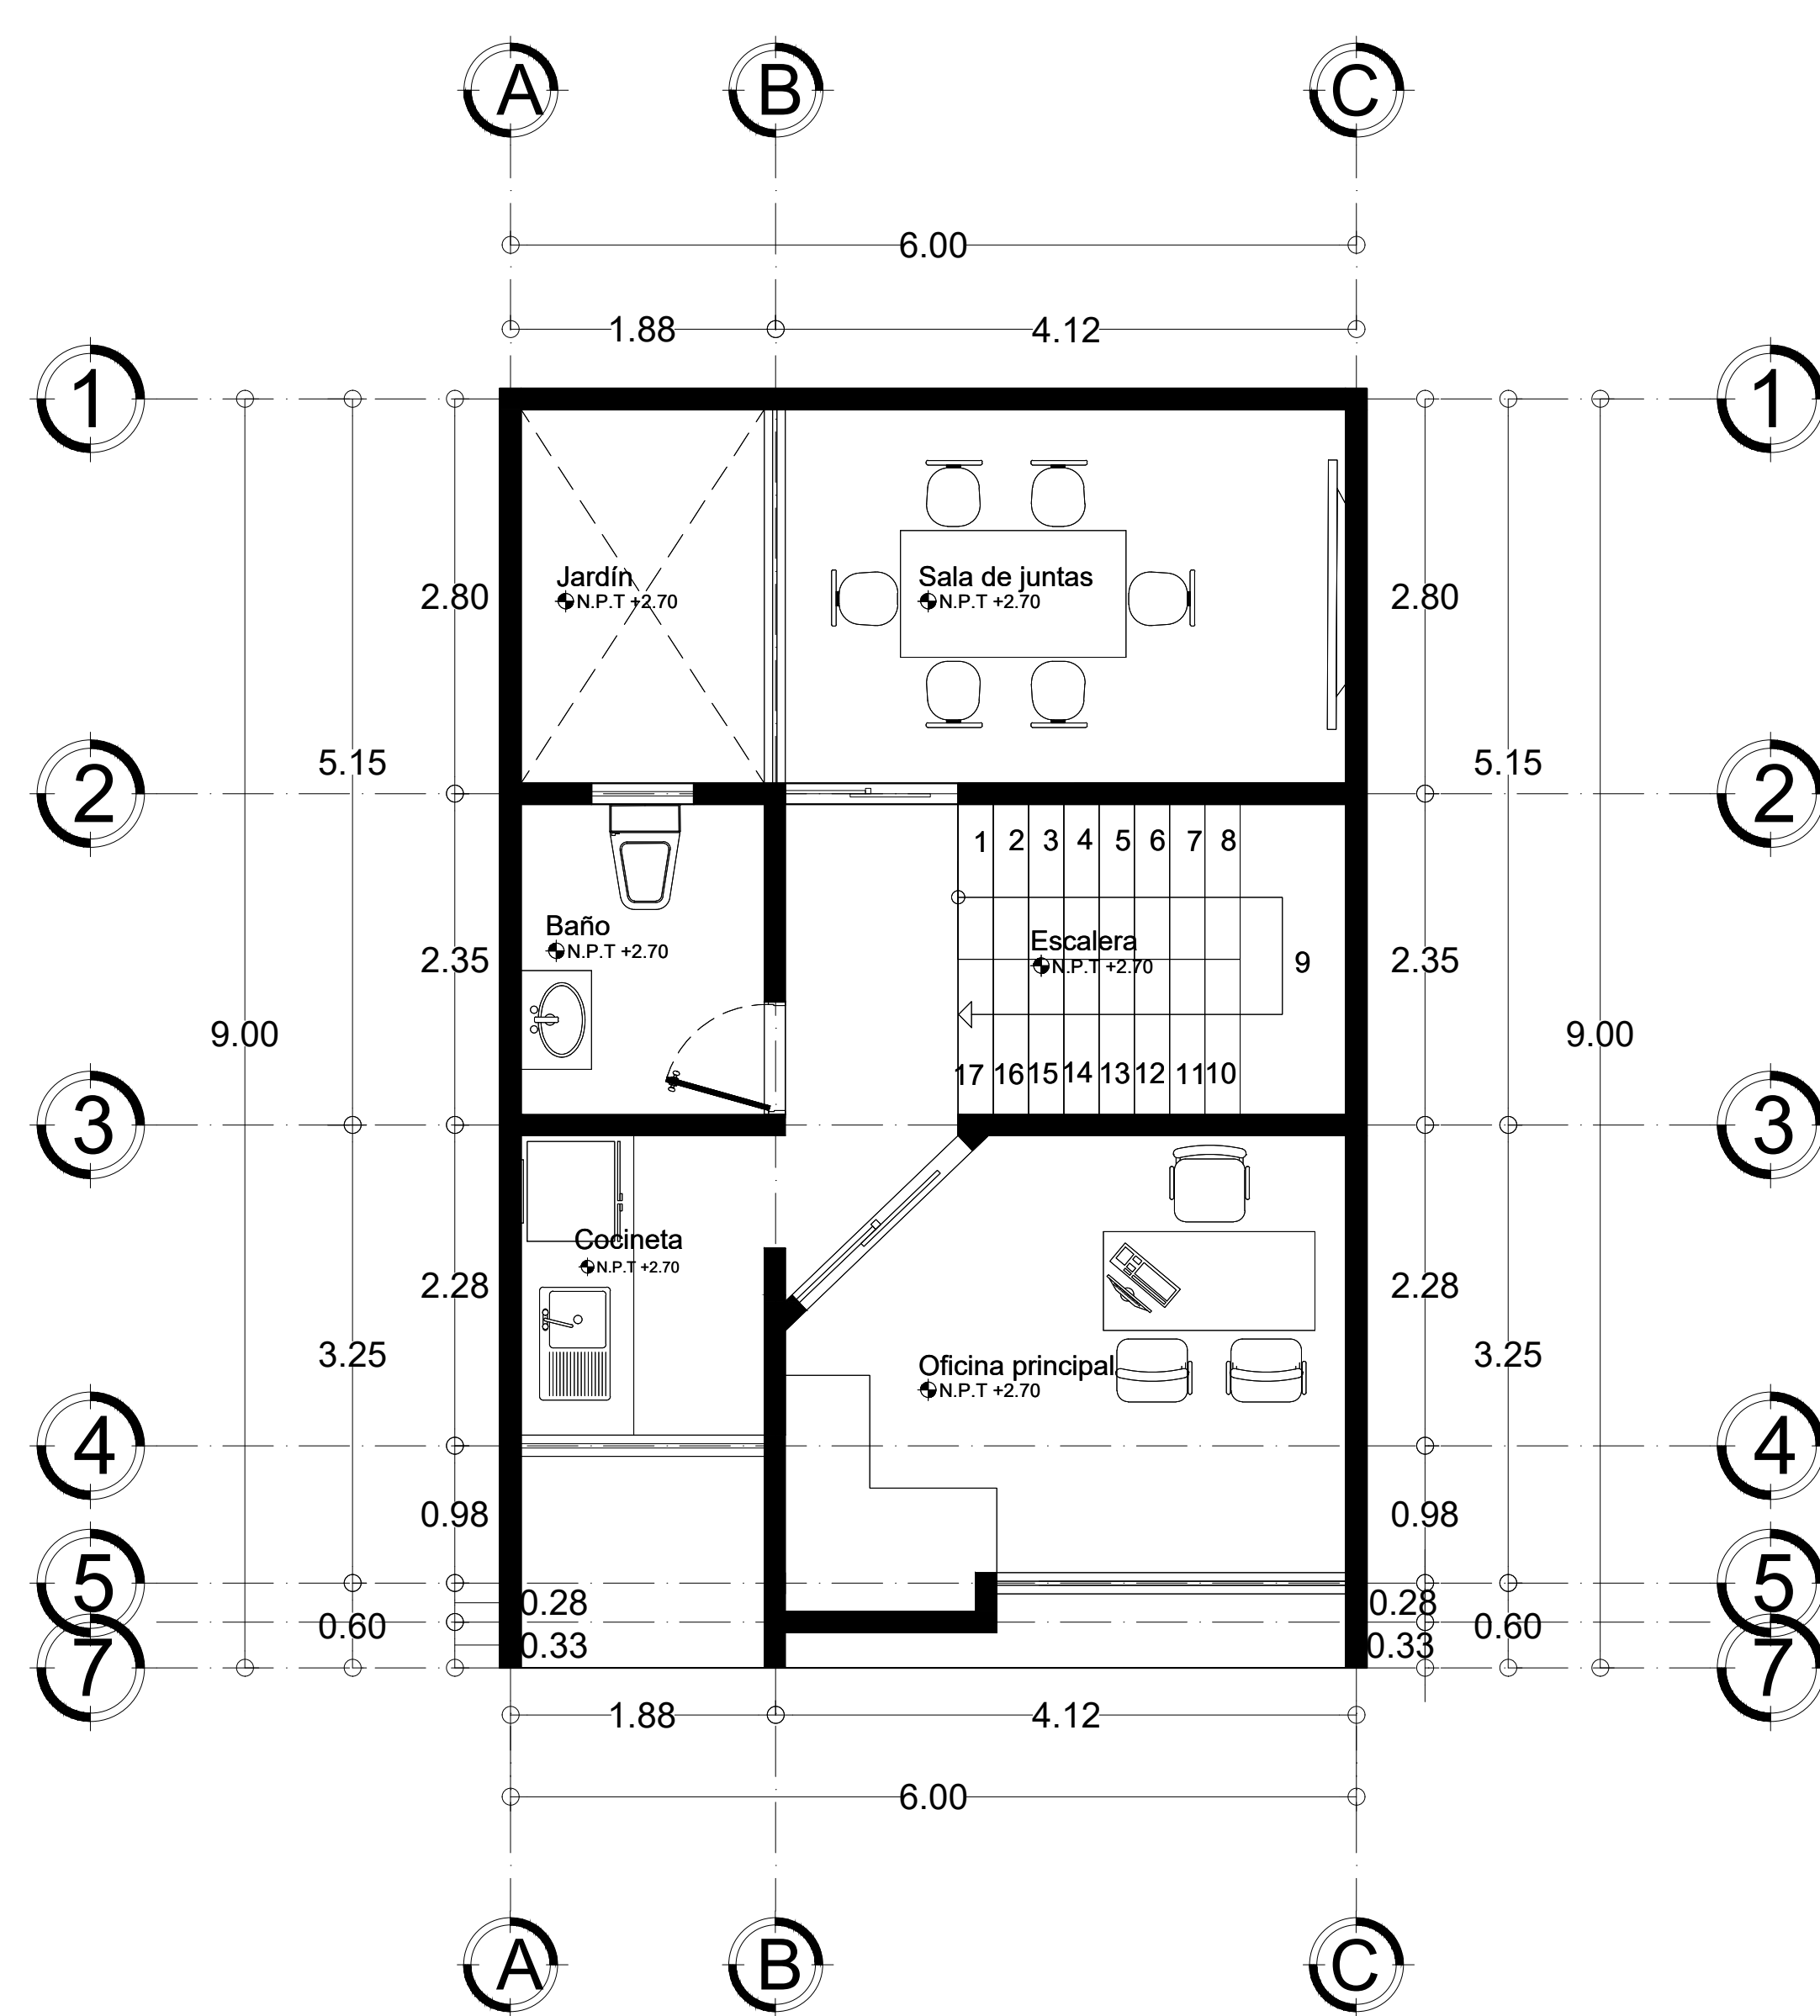 A B C
6.00
1.88 4.12
1 1
Jardín
N.P.T +2.70
Sala de juntas
N.P.T +2.70
2.80 2.80
5.15 5.15
2 2
1 2 3 4 5 6 7 8
Baño
N.P.T +2.70
Escalera
N.P.T +2.70
2.35 9 2.35
9.00 9.00
17 16 15 14 13 12 11 10
3 3
Cocineta
N.P.T +2.70
2.28 2.28
3.25 3.25
Oficina principal
N.P.T +2.70
4 4
0.98 0.98
5 5
0.28 0.28
0.60 0.60
0.33 0.33
7 7
1.88 4.12
6.00
A B C